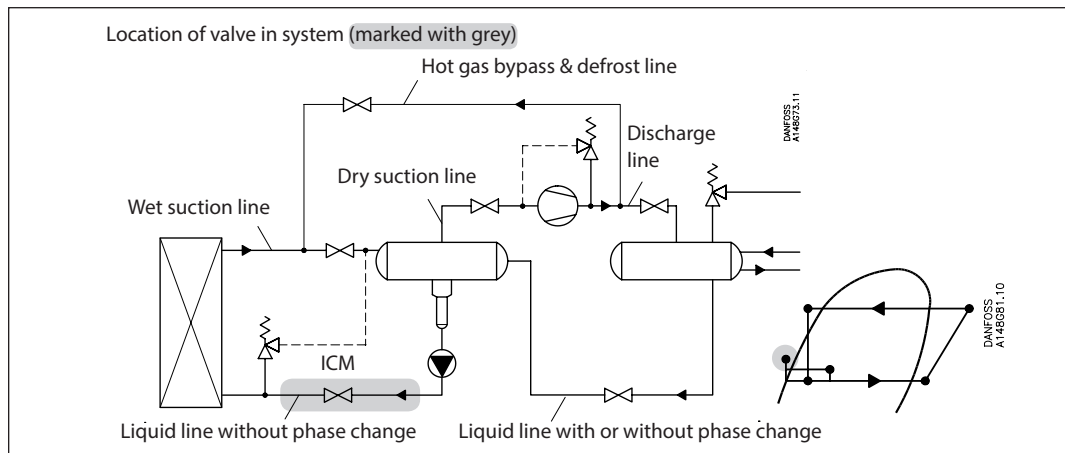 Location of valve in system (marked with grey)
Hot gas bypass & defrost line
DANFOSS
A148G73.11
Discharge
line
Dry suction line
Wet suction line
DANFOSS
A148G81.10
ICM
Liquid line without phase change
Liquid line with or without phase change